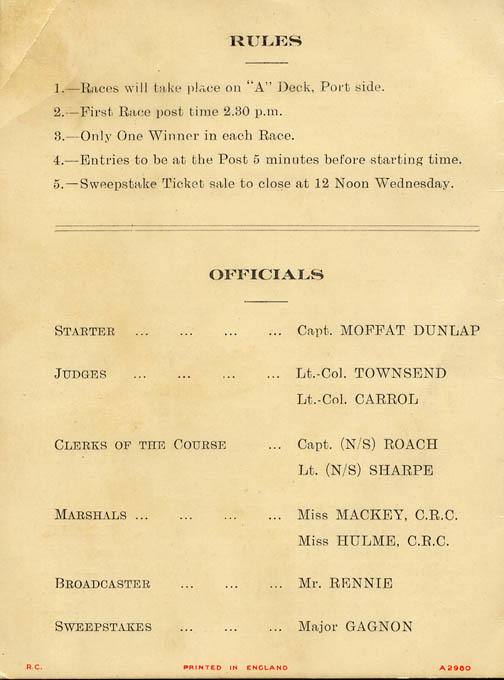 RULES
1.—Races will take place on "A" Deck, Port side.
2.—First Race post time 2.30 p.m.
3.—Only One Winner in each Race.
4.—Entries to be at the Post 5 minutes before starting time.
5.—Sweepstake Ticket sale to close at 12 Noon Wednesday.
OFFICIALS
STARTER ... ... ... ... Capt. MOFFAT DUNLAP
JUDGES ... ... ... ... Lt.-Col. TOWNSEND
Lt.-Col. CARROL
CLERKS OF THE COURSE ... Capt. (N/S) ROACH
Lt. (N/S) SHARPE
MARSHALS ... ... ... ... Miss MACKEY, C.R.C.
Miss HULME, C.R.C.
BROADCASTER ... ... ... Mr. RENNIE
SWEEPSTAKES ... ... ... Major GAGNON
R.C. PRINTED IN ENGLAND A2980